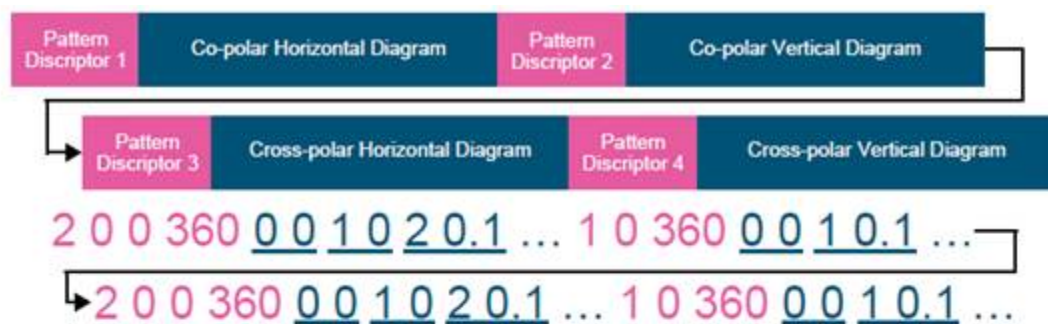 Pattern Discriptor 1 Co-polar Horizontal Diagram Pattern Discriptor 2 Co-polar Vertical Diagram
Pattern Discriptor 3 Cross-polar Horizontal Diagram Pattern Discriptor 4 Cross-polar Vertical Diagram
2 0 0 360 0 0 1 0 2 0.1 ... 1 0 360 0 0 1 0.1 ...
2 0 0 360 0 0 1 0 2 0.1 ... 1 0 360 0 0 1 0.1 ...